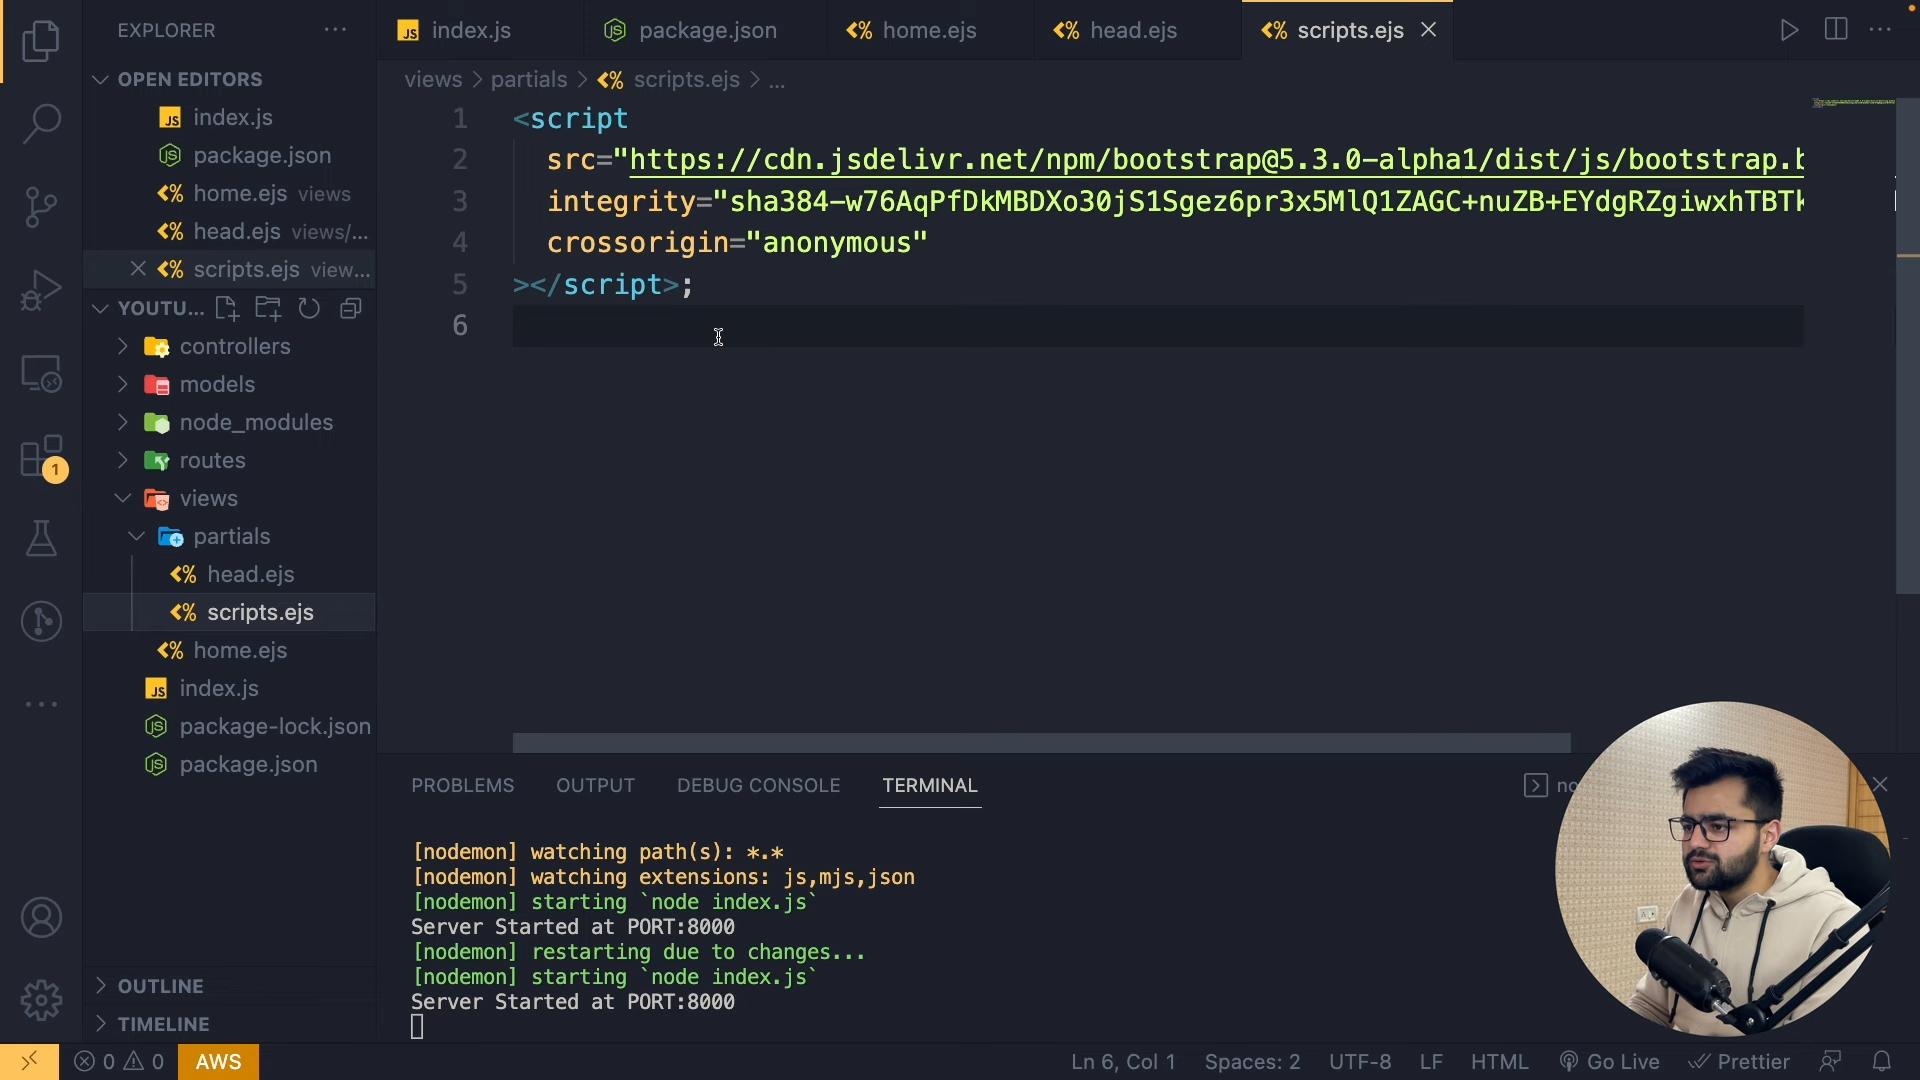 EXPLORER
OPEN EDITORS
index.js
package.json
home.ejs views
head.ejs views/...
scripts.ejs view...
YOUTU...
controllers
models
node_modules
routes
views
partials
head.ejs
scripts.ejs
home.ejs
index.js
package-lock.json
package.json
OUTLINE
TIMELINE
1
index.js
package.json
home.ejs
head.ejs
scripts.ejs
views > partials > scripts.ejs > ...
1 <script
2 src="https://cdn.jsdelivr.net/npm/bootstrap@5.3.0-alpha1/dist/js/bootstrap.b
3 integrity="sha384-w76AqPfDkMBDXo30jS1Sgez6pr3x5MlQ1ZAGC+nuZB+EYdgRZgiwxhTBTk
4 crossorigin="anonymous"
5 ></script>;
6
PROBLEMS OUTPUT DEBUG CONSOLE TERMINAL
no
[nodemon] watching path(s): *.*
[nodemon] watching extensions: js,mjs,json
[nodemon] starting `node index.js`
Server Started at PORT:8000
[nodemon] restarting due to changes...
[nodemon] starting `node index.js`
Server Started at PORT:8000
0 0 AWS Ln 6, Col 1 Spaces: 2 UTF-8 LF HTML Go Live Prettier